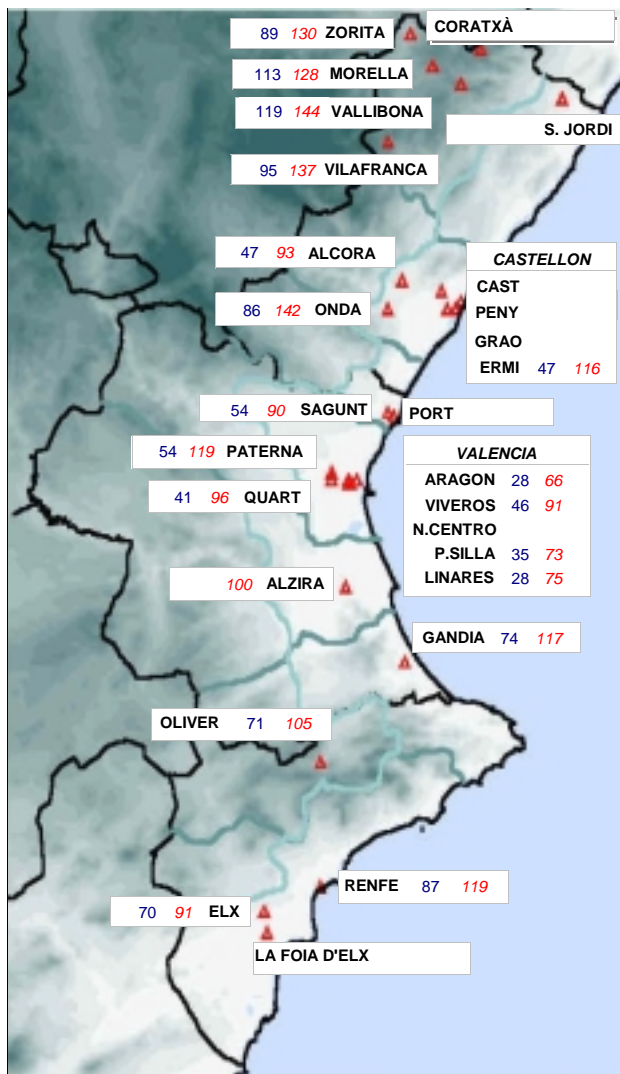 89 130 ZORITA
CORATXÀ
113 128 MORELLA
119 144 VALLIBONA
S. JORDI
95 137 VILAFRANCA
47 93 ALCORA
86 142 ONDA
CASTELLON
CAST
PENY
GRAO
ERMI 47 116
54 90 SAGUNT
PORT
54 119 PATERNA
41 96 QUART
VALENCIA
ARAGON 28 66
VIVEROS 46 91
N.CENTRO
P.SILLA 35 73
LINARES 28 75
100 ALZIRA
GANDIA 74 117
OLIVER 71 105
RENFE 87 119
70 91 ELX
LA FOIA D'ELX